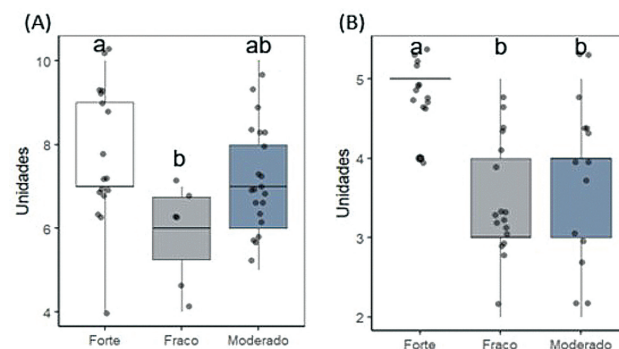 (A)
a
b
ab
Unidades
10
8
6
4
Forte
Fraco
Moderado
(B)
a
b
b
Unidades
5
4
3
2
Forte
Fraco
Moderado